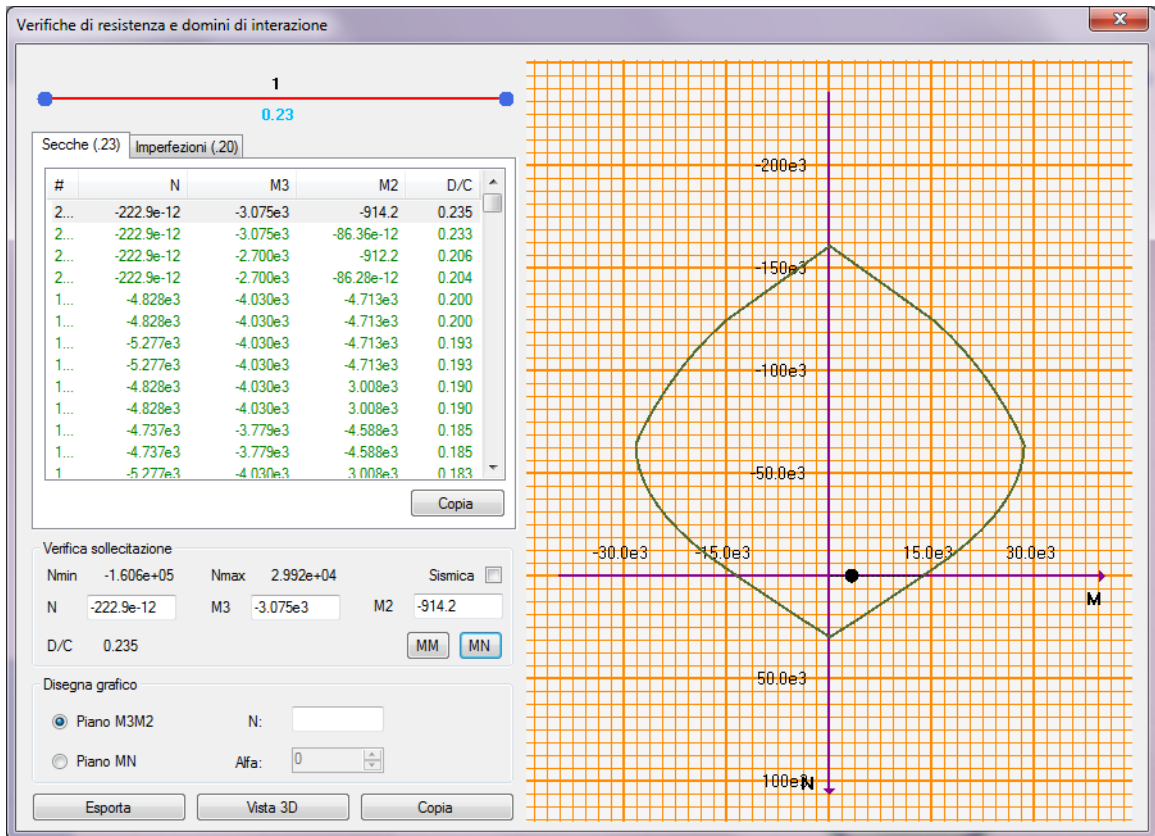 Verifiche di resistenza e domini di interazione
x
1
0.23
Secche (.23) Imperfezioni (.20)
# N M3 M2 D/C
2... -222.9e-12 -3.075e3 -914.2 0.235
2... -222.9e-12 -3.075e3 -86.36e-12 0.233
2... -222.9e-12 -2.700e3 -912.2 0.206
2... -222.9e-12 -2.700e3 -86.28e-12 0.204
1... -4.828e3 -4.030e3 -4.713e3 0.200
1... -4.828e3 -4.030e3 -4.713e3 0.200
1... -5.277e3 -4.030e3 -4.713e3 0.193
1... -5.277e3 -4.030e3 -4.713e3 0.193
1... -4.828e3 -4.030e3 3.008e3 0.190
1... -4.828e3 -4.030e3 3.008e3 0.190
1... -4.737e3 -3.779e3 -4.588e3 0.185
1... -4.737e3 -3.779e3 -4.588e3 0.185
1 -5.277e3 -4.030e3 3.008e3 0.183
Copia
Verifica sollecitazione
Nmin -1.606e+05 Nmax 2.992e+04 Sismica
N -222.9e-12 M3 -3.075e3 M2 -914.2
D/C 0.235 MM MN
Disegna grafico
Piano M3M2 N:
Piano MN Alfa: 0
Esporta Vista 3D Copia
-200e3
-150e3
-100e3
-50.0e3
-30.0e3 -15.0e3 15.0e3 30.0e3
M
50.0e3
100e3 N